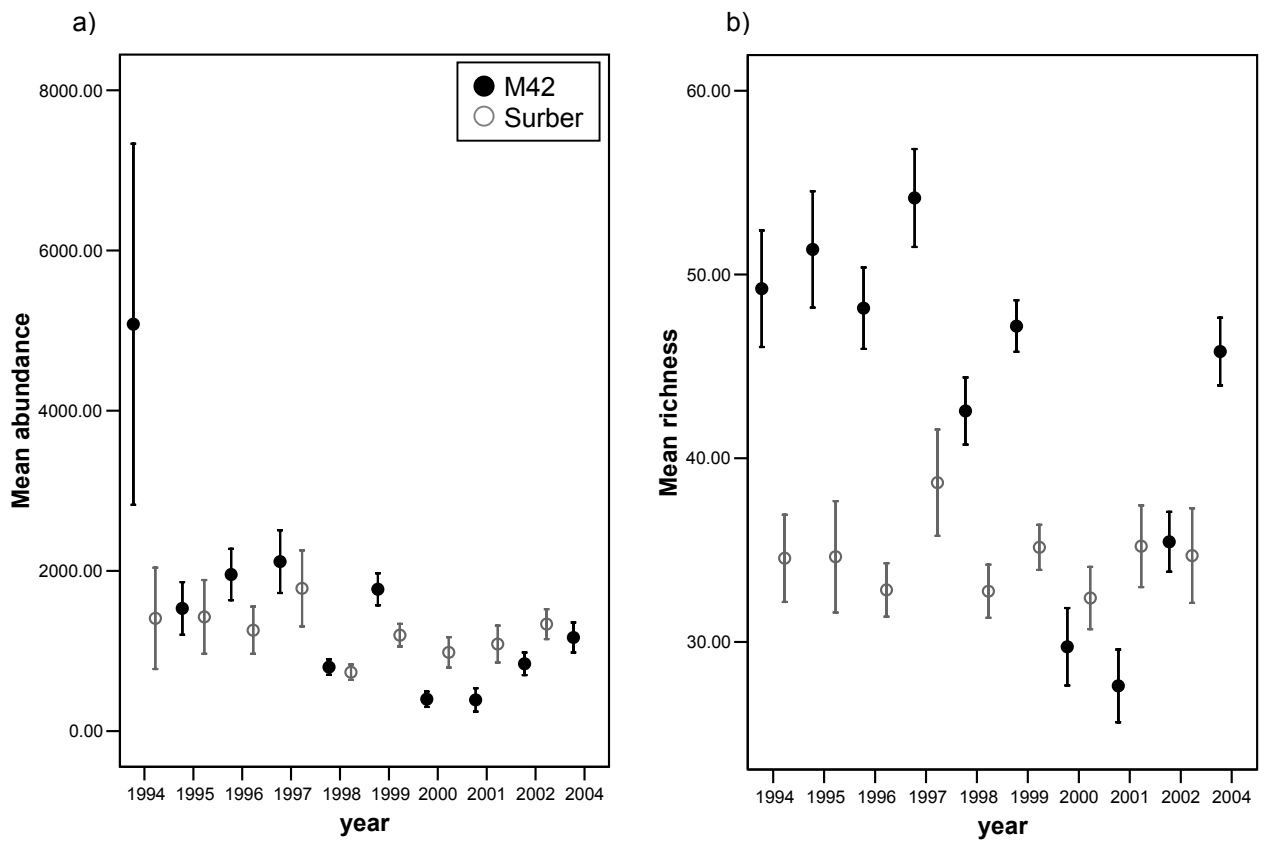 a)
M42
Surber
8000.00
6000.00
4000.00
2000.00
0.00
Mean abundance
1994 1995 1996 1997 1998 1999 2000 2001 2002 2004
year
b)
60.00
50.00
40.00
30.00
Mean richness
1994 1995 1996 1997 1998 1999 2000 2001 2002 2004
year